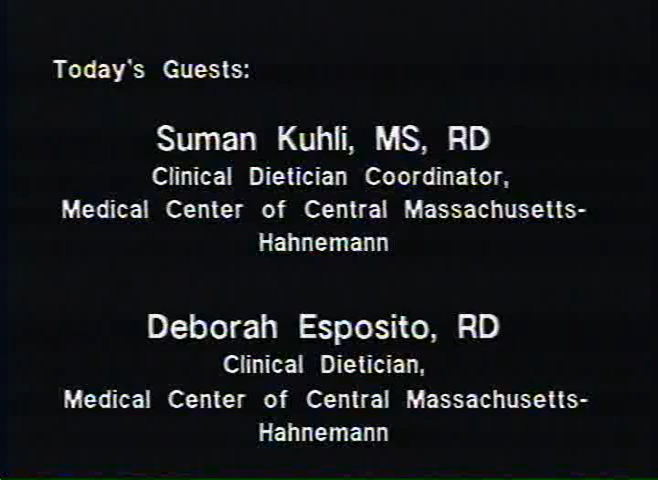 Today's Guests:
Suman Kuhli, MS, RD
Clinical Dietician Coordinator,
Medical Center of Central Massachusetts-
Hahnemann
Deborah Esposito, RD
Clinical Dietician,
Medical Center of Central Massachusetts-
Hahnemann